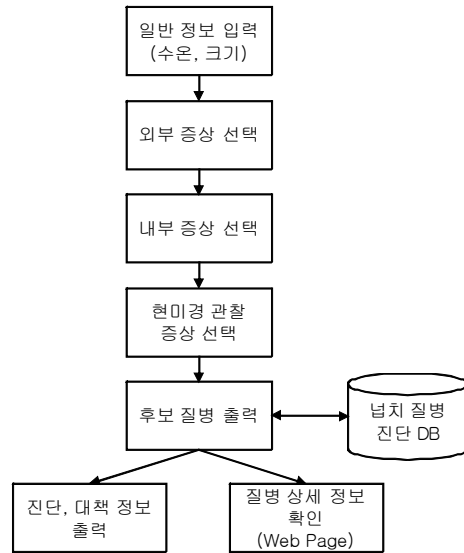 일반 정보 입력
(수온, 크기)
외부 증상 선택
내부 증상 선택
현미경 관찰
증상 선택
후보 질병 출력
넙치 질병
진단 DB
진단, 대책 정보
출력
질병 상세 정보
확인
(Web Page)